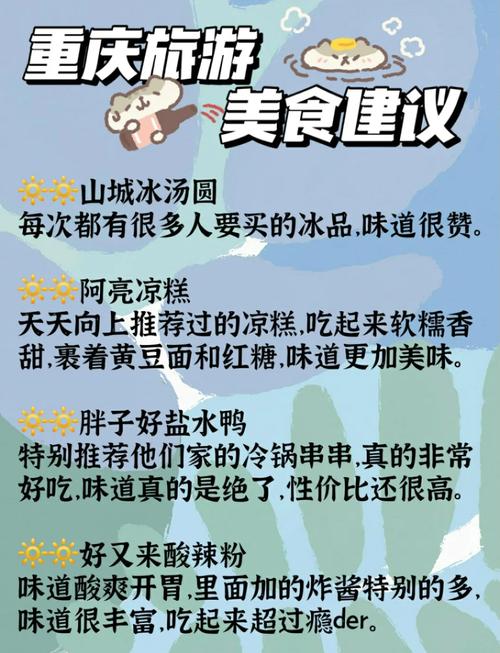 重庆旅游
美食建议
🔆🔆山城冰汤圆
每次都有很多人要买的冰品,味道很赞。
🔆🔆阿亮凉糕
天天向上推荐过的凉糕,吃起来软糯香
甜,裹着黄豆面和红糖,味道更加美味。
🔆🔆胖子好盐水鸭
特别推荐他们家的冷锅串串,真的非常
好吃,味道真的是绝了,性价比还很高。
🔆🔆好又来酸辣粉
味道酸爽开胃,里面加的炸酱特别的多,
味道很丰富,吃起来超过瘾der。